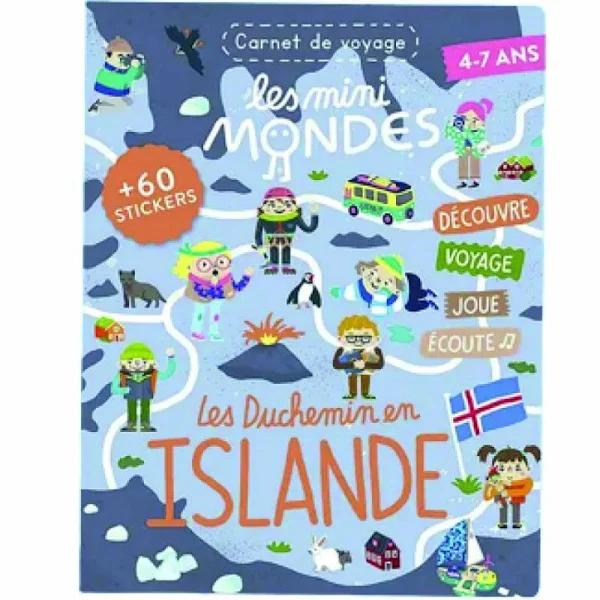 Carnet de voyage
4-7 ANS
les mini
MONDES
+60
STICKERS
DÉCOUVRE
VOYAGE
JOUE
ÉCOUTE
Les Duchemin en
ISLANDE